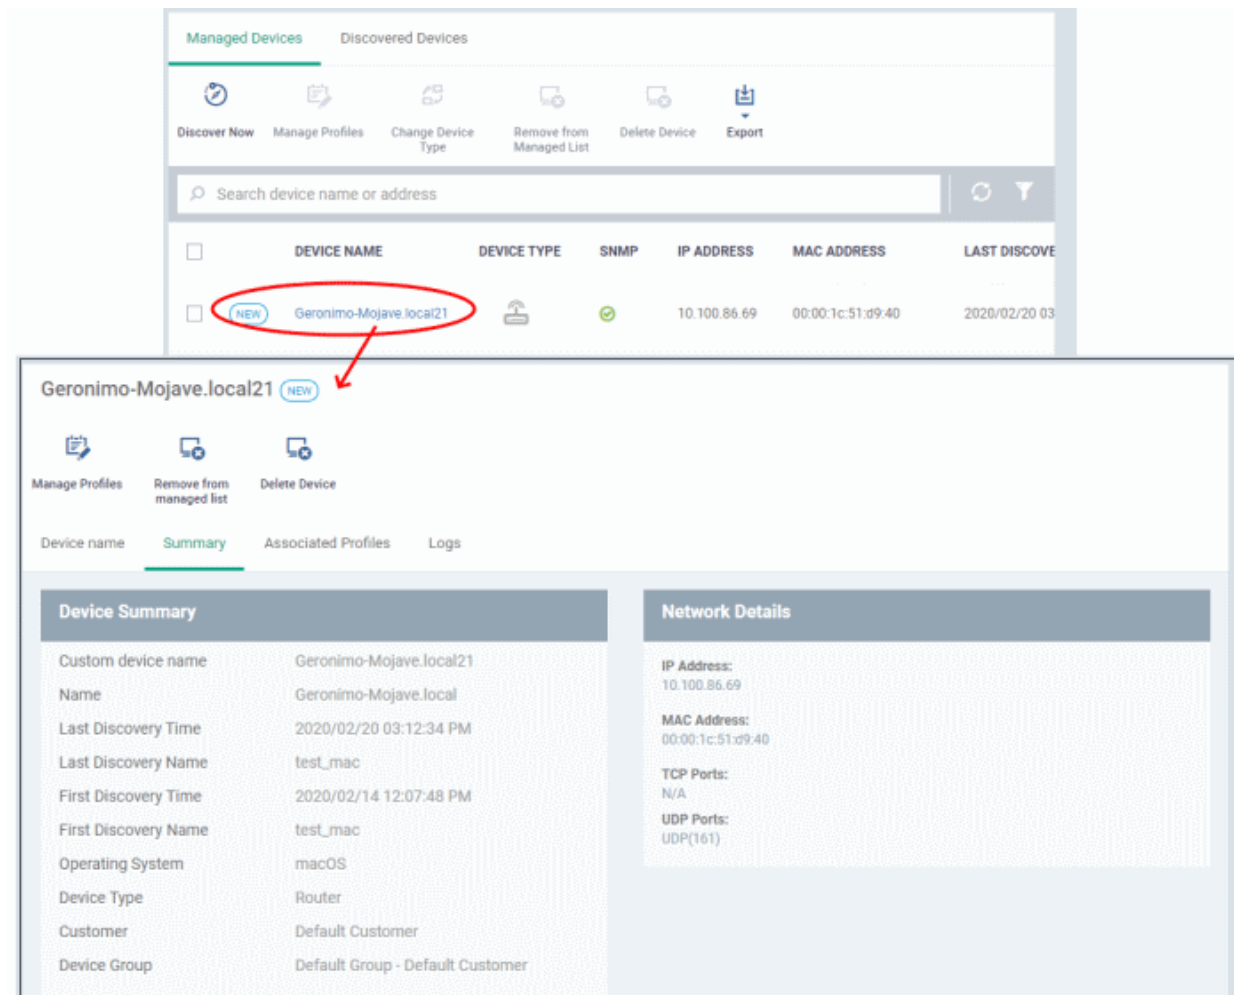 Managed Devices Discovered Devices
Discover Now Manage Profiles Change Device Type Remove from Managed List Delete Device Export
Search device name or address
DEVICE NAME DEVICE TYPE SNMP IP ADDRESS MAC ADDRESS LAST DISCOVE
NEW Geronimo-Mojave.local21 10.100.86.69 00:00:1c:51:d9:40 2020/02/20 03
Geronimo-Mojave.local21 NEW
Manage Profiles Remove from managed list Delete Device
Device name Summary Associated Profiles Logs
Device Summary
Custom device name Geronimo-Mojave.local21
Name Geronimo-Mojave.local
Last Discovery Time 2020/02/20 03:12:34 PM
Last Discovery Name test_mac
First Discovery Time 2020/02/14 12:07:48 PM
First Discovery Name test_mac
Operating System macOS
Device Type Router
Customer Default Customer
Device Group Default Group - Default Customer
Network Details
IP Address:
10.100.86.69
MAC Address:
00:00:1c:51:d9:40
TCP Ports:
N/A
UDP Ports:
UDP(161)